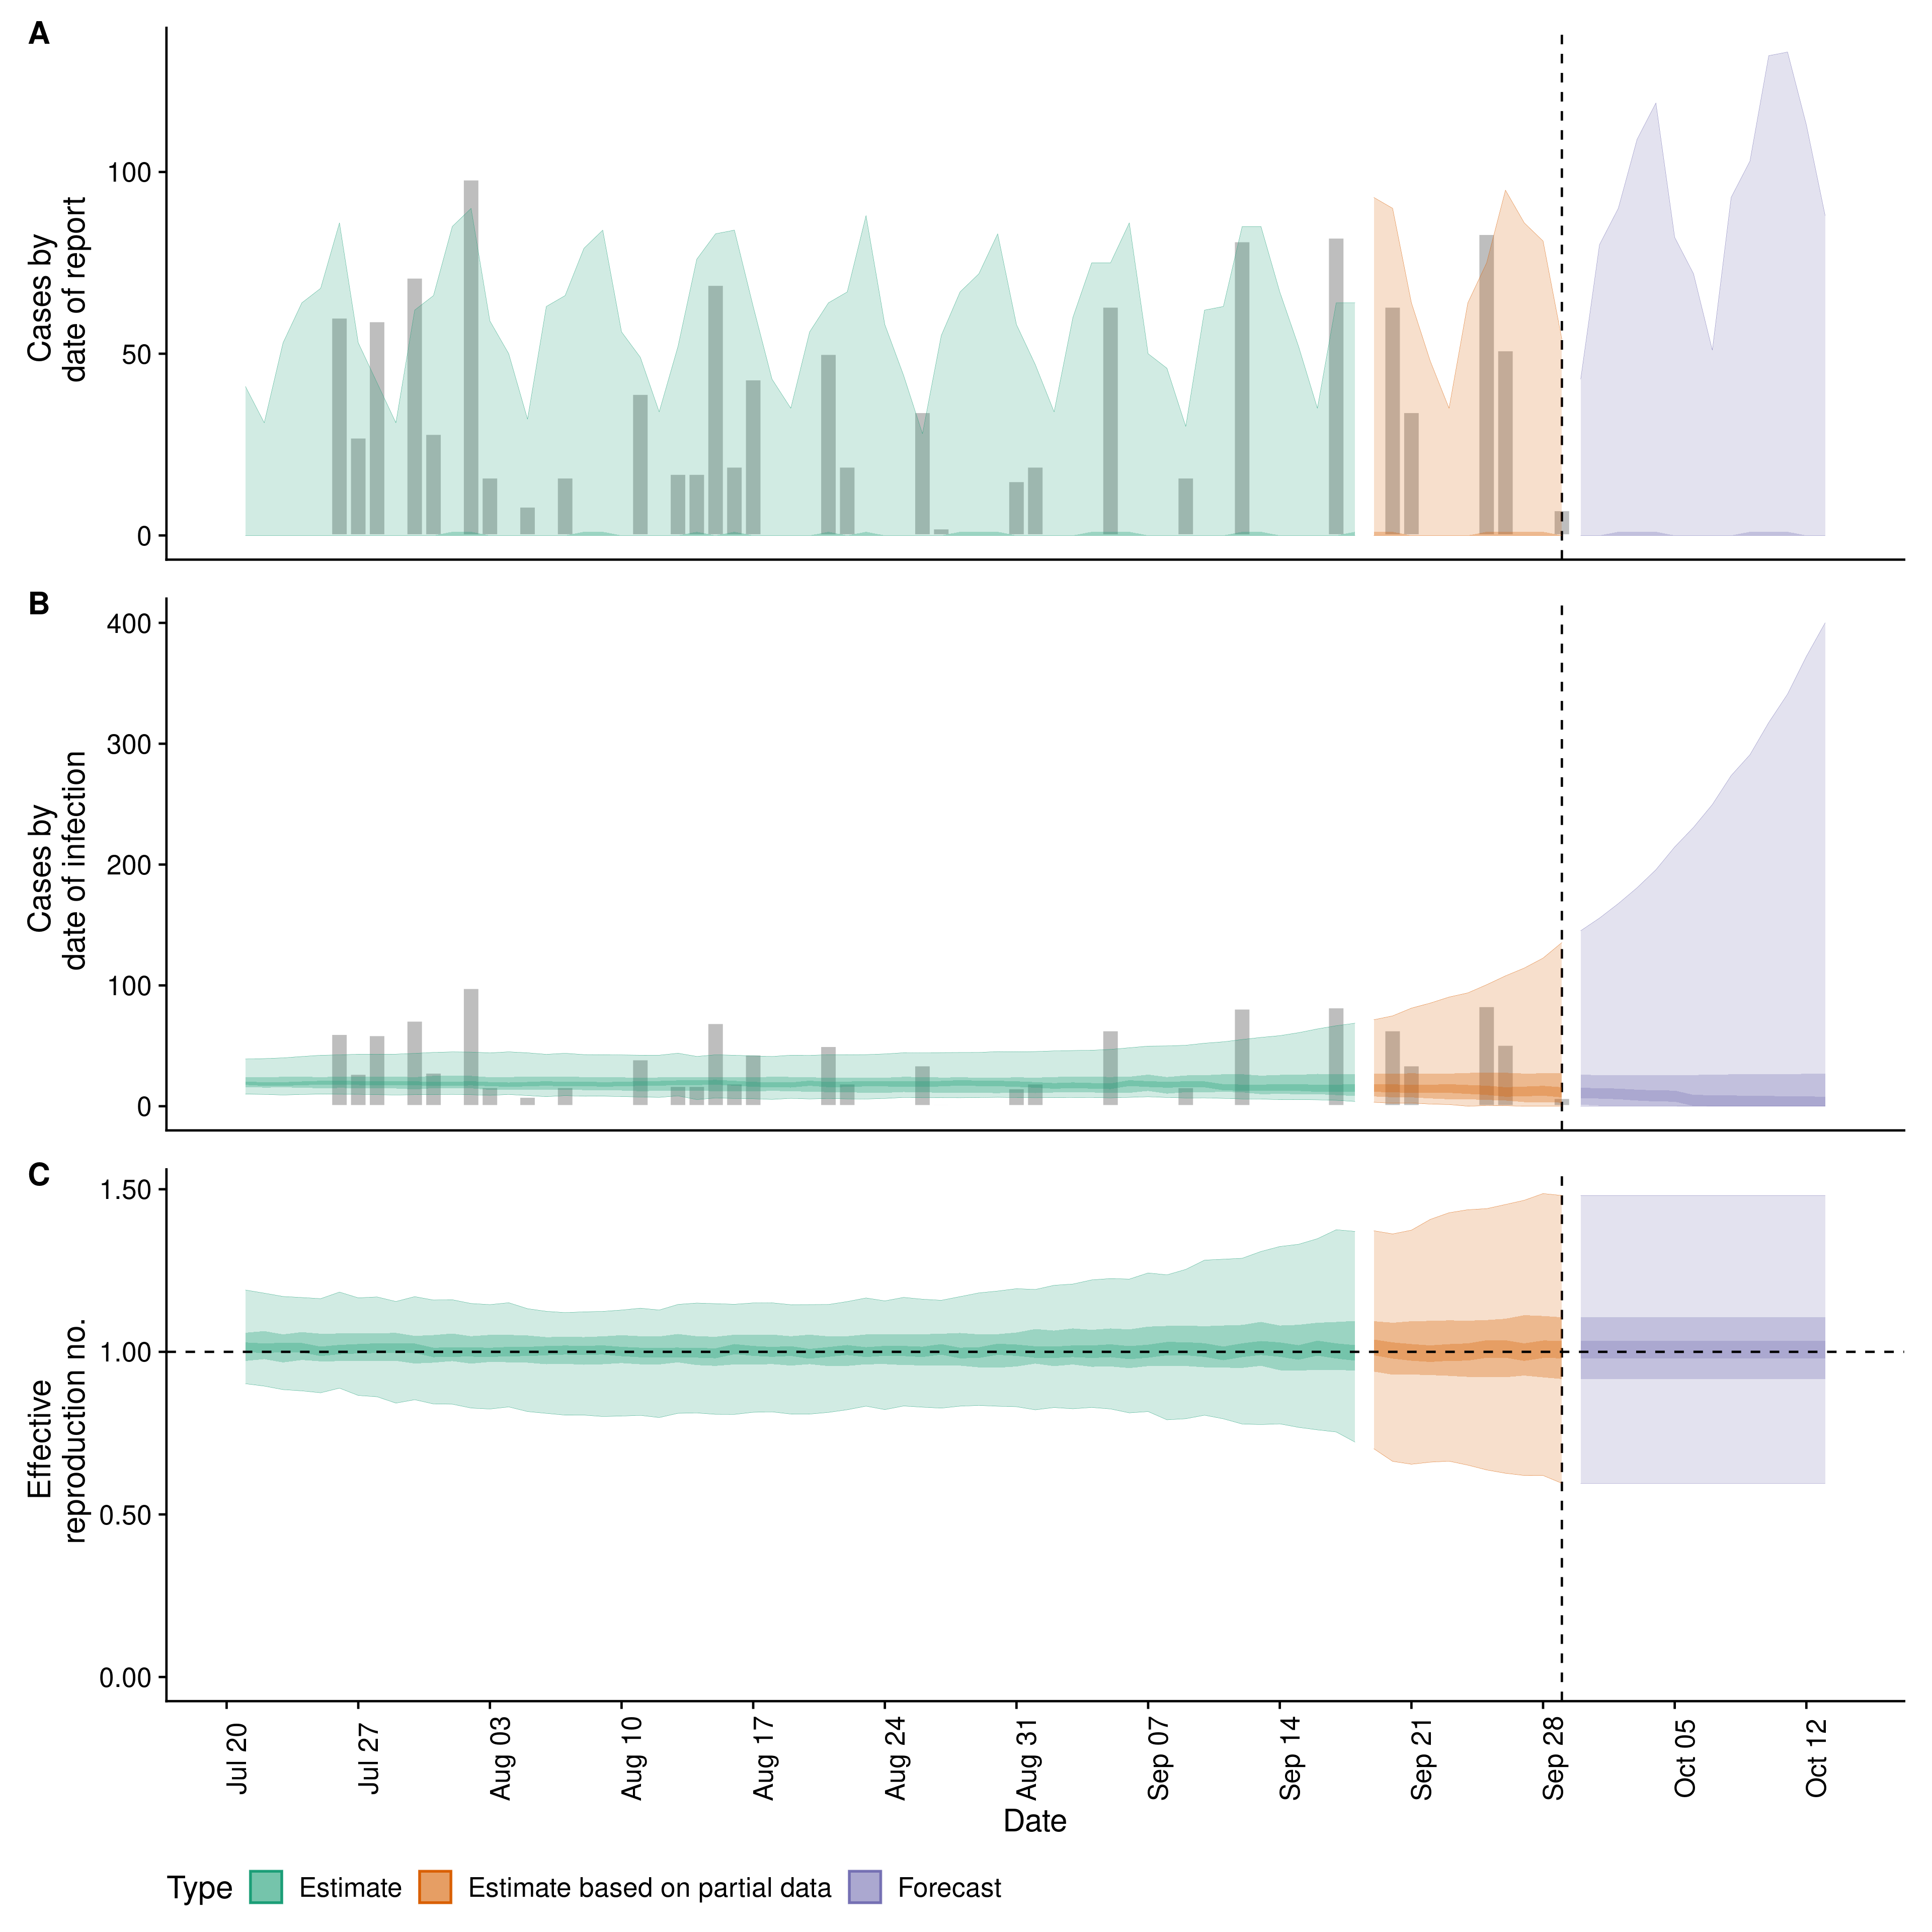 A
Cases by
date of report
100
50
0
B
Cases by
date of infection
400
300
200
100
0
C
Effective
reproduction no.
1.50
1.00
0.50
0.00
Jul 20
Jul 27
Aug 03
Aug 10
Aug 17
Aug 24
Aug 31
Sep 07
Sep 14
Sep 21
Sep 28
Oct 05
Oct 12
Date
Type Estimate Estimate based on partial data Forecast